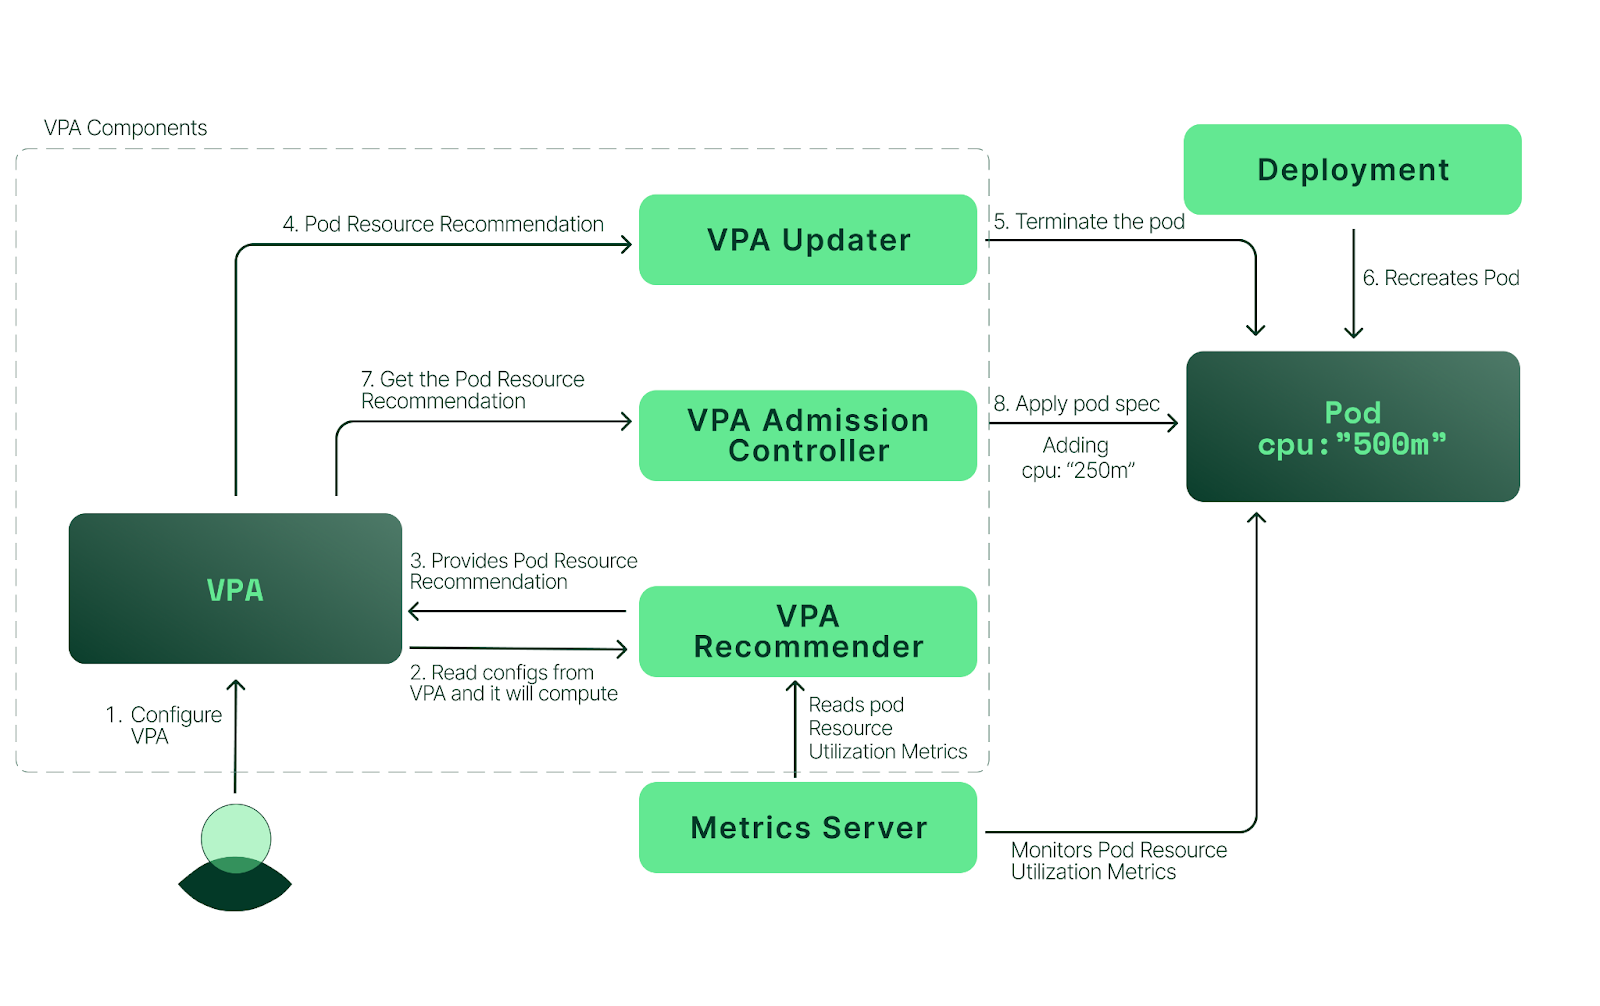 VPA Components
Deployment
4. Pod Resource Recommendation
VPA Updater
5. Terminate the pod
6. Recreates Pod
7. Get the Pod Resource
Recommendation
VPA Admission
Controller
8. Apply pod spec
Adding
cpu: “250m”
Pod
cpu:”500m”
VPA
3. Provides Pod Resource
Recommendation
2. Read configs from
VPA and it will compute
VPA
Recommender
1. Configure
VPA
Reads pod
Resource
Utilization Metrics
Metrics Server
Monitors Pod Resource
Utilization Metrics